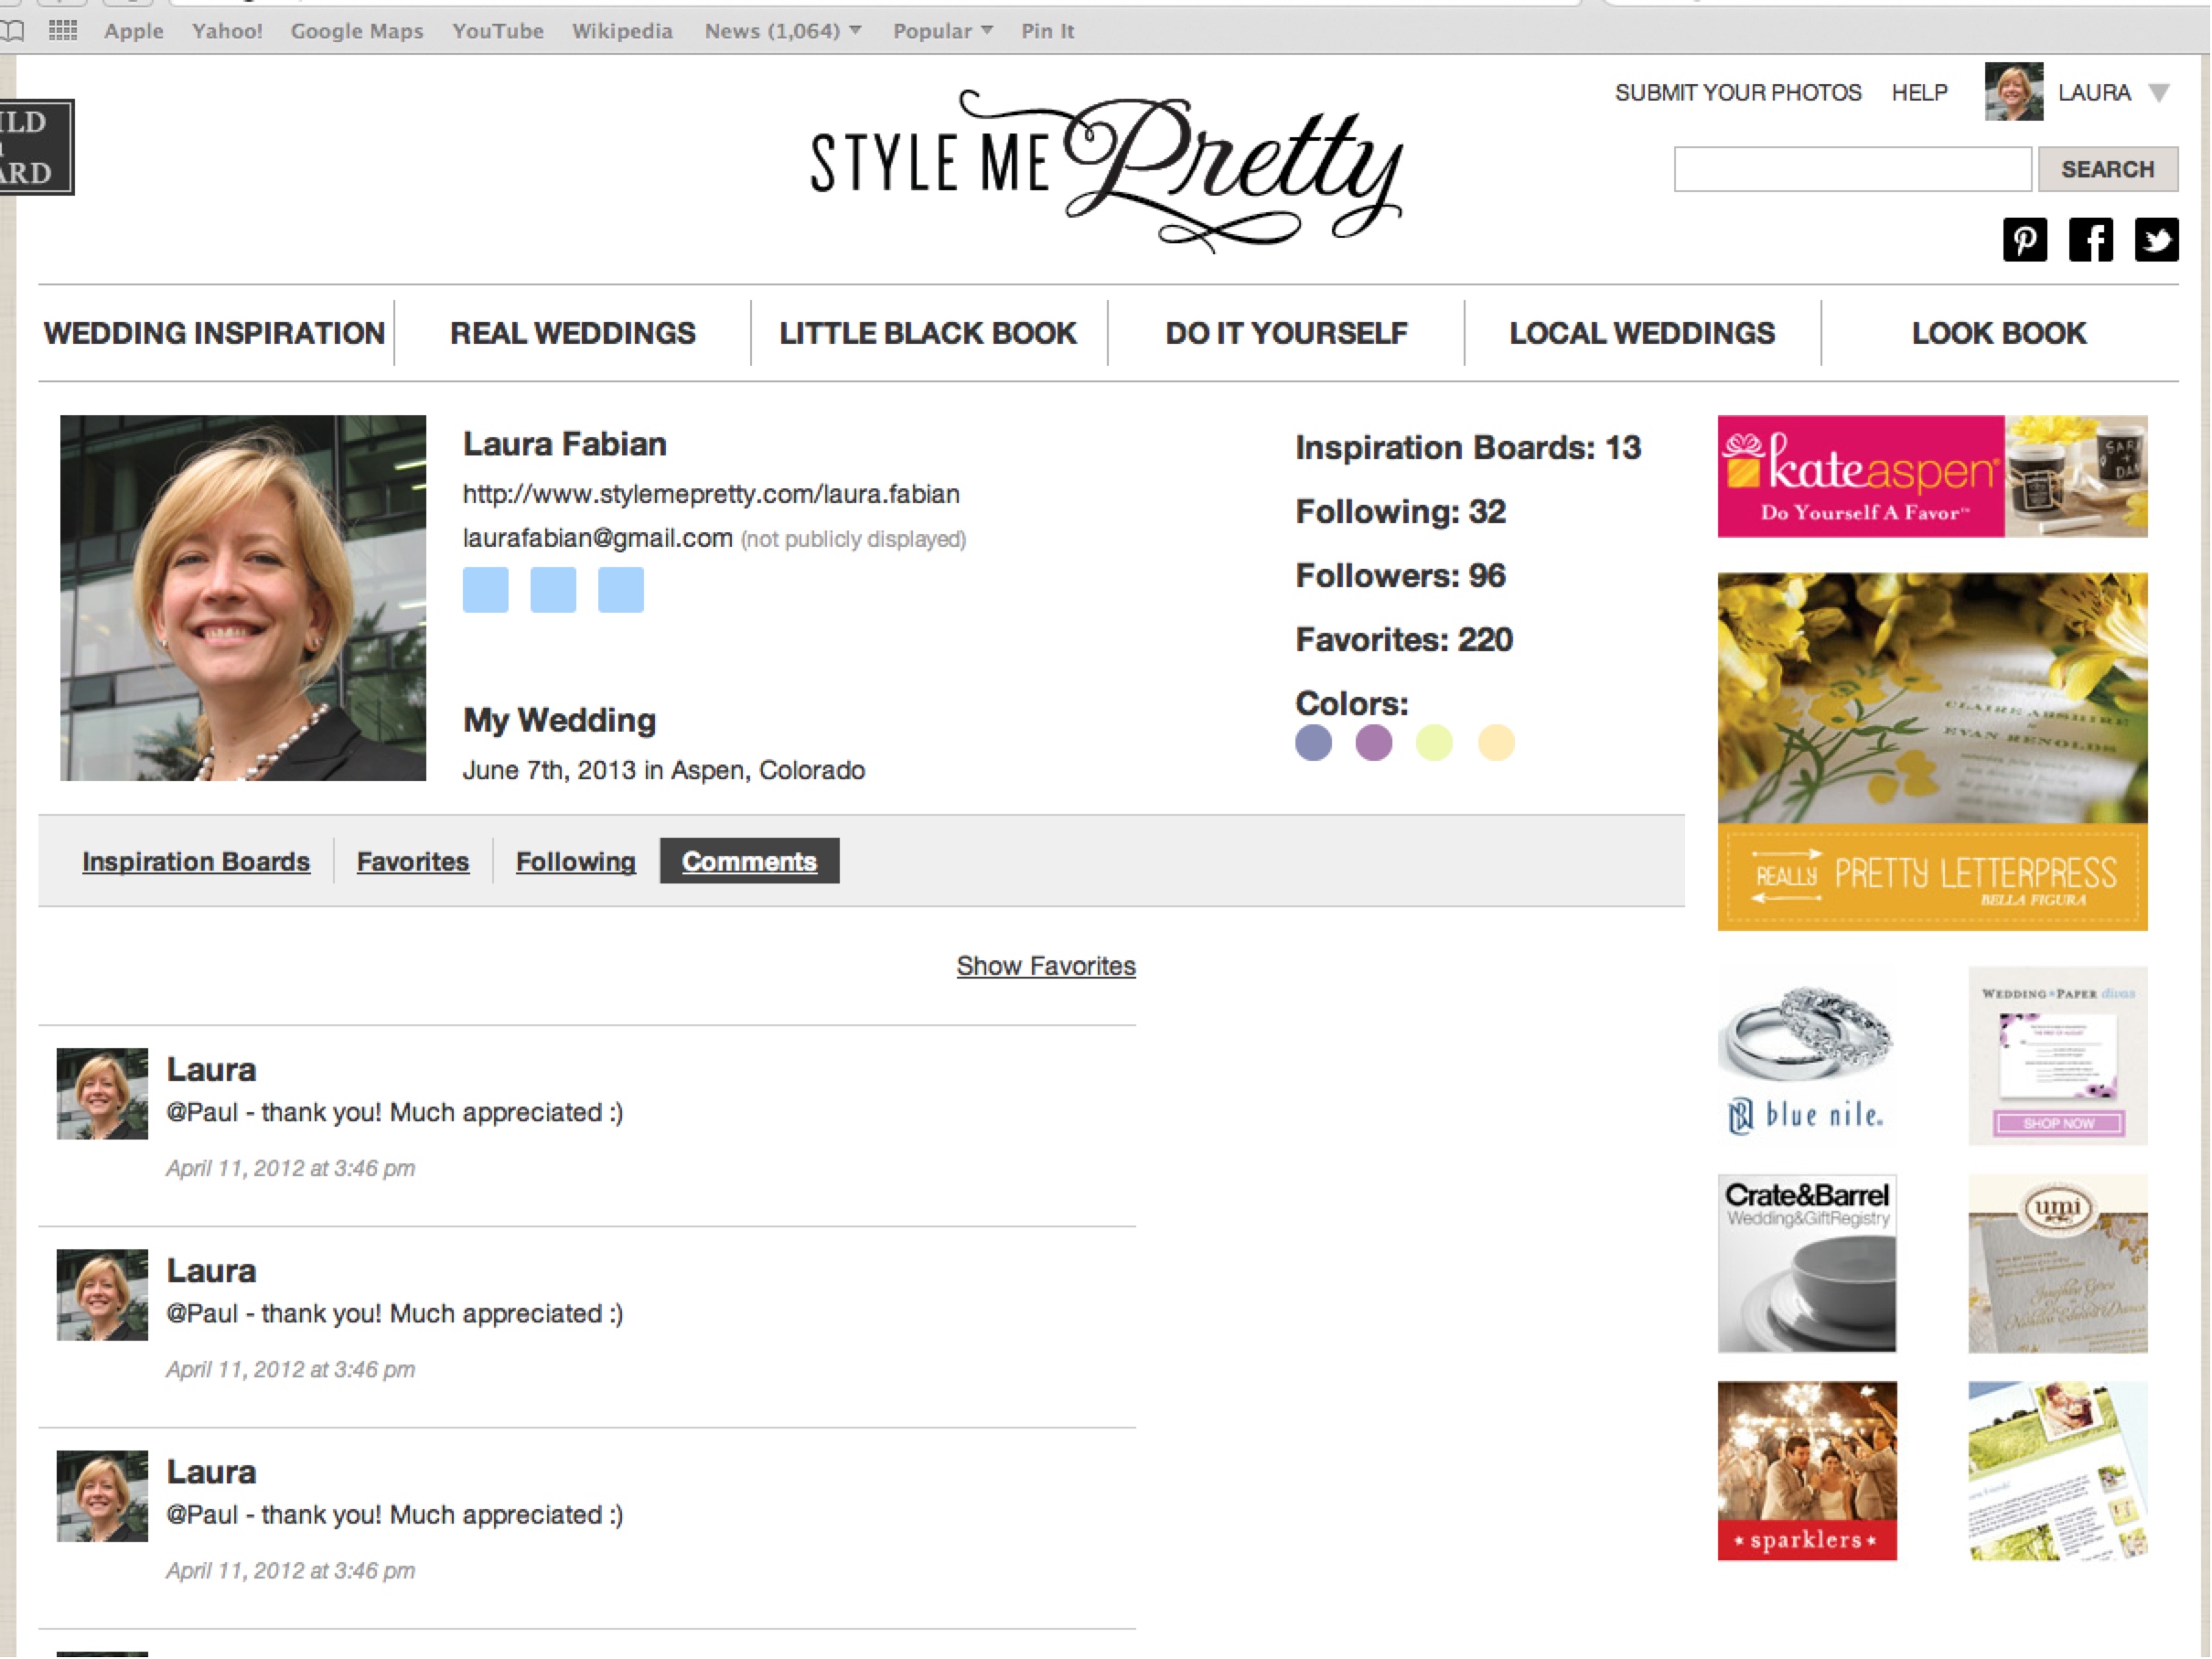 Apple Yahoo! Google Maps YouTube Wikipedia News (1,064) Popular Pin It
SUBMIT YOUR PHOTOS HELP LAURA
ILD
ARD
STYLE ME Pretty
SEARCH
WEDDING INSPIRATION REAL WEDDINGS LITTLE BLACK BOOK DO IT YOURSELF LOCAL WEDDINGS LOOK BOOK
Laura Fabian
http://www.stylemepretty.com/laura.fabian
laurafabian@gmail.com (not publicly displayed)
My Wedding
June 7th, 2013 in Aspen, Colorado
Inspiration Boards: 13
Following: 32
Followers: 96
Favorites: 220
Colors:
kateaspen®
Do Yourself A Favor™
SARA
+
DAN
CLAIRE ABSHIRE
EVAN RENOLDS
REALLY PRETTY LETTERPRESS
BELLA FIGURA
Inspiration Boards Favorites Following Comments
Show Favorites
Laura
@Paul - thank you! Much appreciated :)
April 11, 2012 at 3:46 pm
Laura
@Paul - thank you! Much appreciated :)
April 11, 2012 at 3:46 pm
Laura
@Paul - thank you! Much appreciated :)
April 11, 2012 at 3:46 pm
blue nile.
WEDDING PAPER divas
SHOP NOW
Crate&Barrel
Wedding&GiftRegistry
umi
sparklers